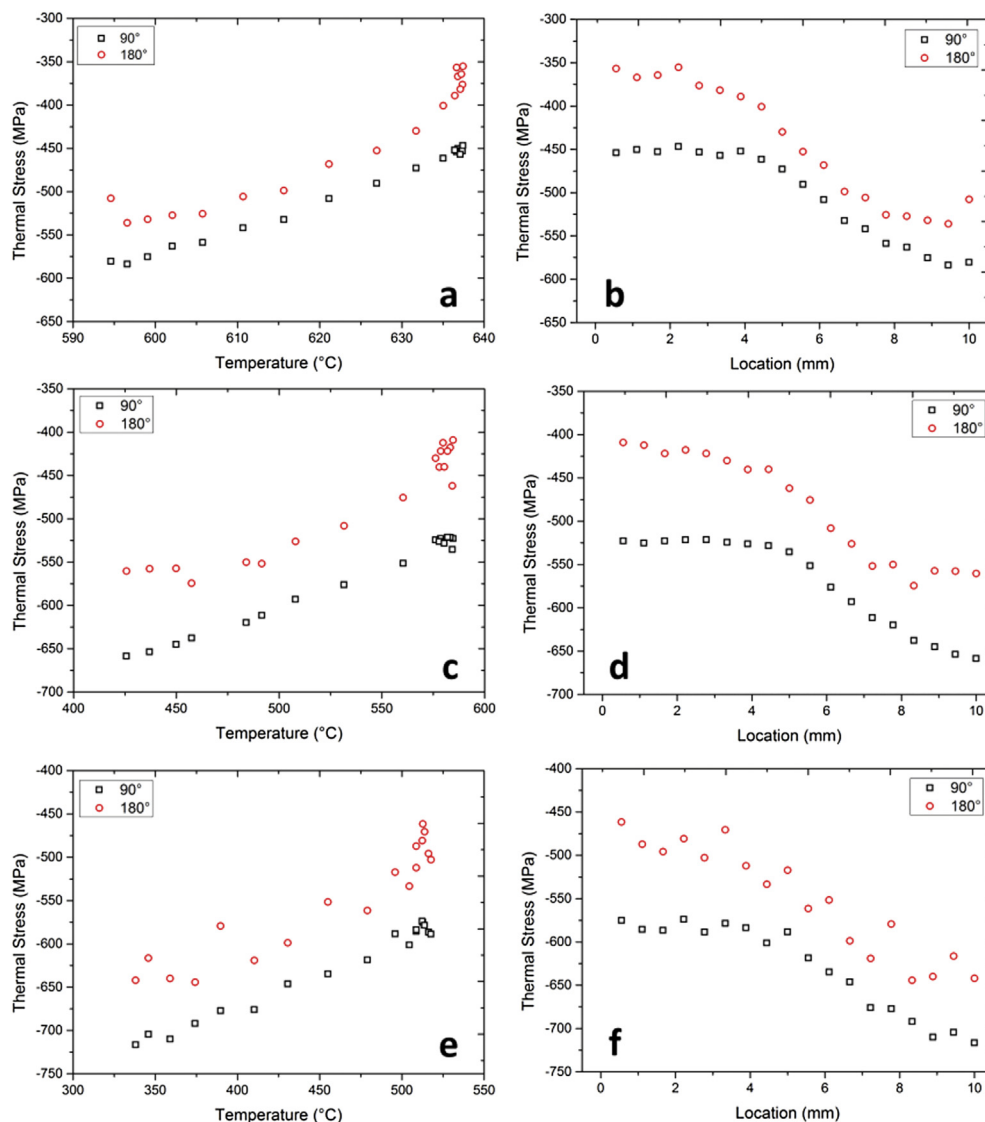 -300
-350
-400
-450
-500
-550
-600
-650
590 600 610 620 630 640
Thermal Stress (MPa)
Temperature (°C)
90°
180°
a
-300
-350
-400
-450
-500
-550
-600
-650
0 2 4 6 8 10
Thermal Stress (MPa)
Location (mm)
90°
180°
b
-350
-400
-450
-500
-550
-600
-650
-700
400 450 500 550 600
Thermal Stress (MPa)
Temperature (°C)
90°
180°
c
-350
-400
-450
-500
-550
-600
-650
-700
0 2 4 6 8 10
Thermal Stress (MPa)
Location (mm)
90°
180°
d
-400
-450
-500
-550
-600
-650
-700
-750
300 350 400 450 500 550
Thermal Stress (MPa)
Temperature (°C)
90°
180°
e
-400
-450
-500
-550
-600
-650
-700
-750
0 2 4 6 8 10
Thermal Stress (MPa)
Location (mm)
90°
180°
f